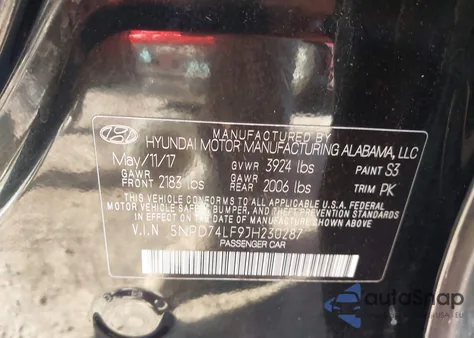 MANUFACTURED BY
HYUNDAI MOTOR MANUFACTURING ALABAMA, LLC
May/11/17 GVWR 3924 lbs PAINT S3
GAWR FRONT 2183 lbs GAWR REAR 2006 lbs TRIM PK
THIS VEHICLE CONFORMS TO ALL APPLICABLE U.S. FEDERAL
MOTOR VEHICLE SAFETY, BUMPER, AND THEFT PREVENTION STANDARDS
IN EFFECT ON THE DATE OF MANUFACTURE SHOWN ABOVE.
V.I.N 5NPD74LF9JH230287
PASSENGER CAR
autoSnap